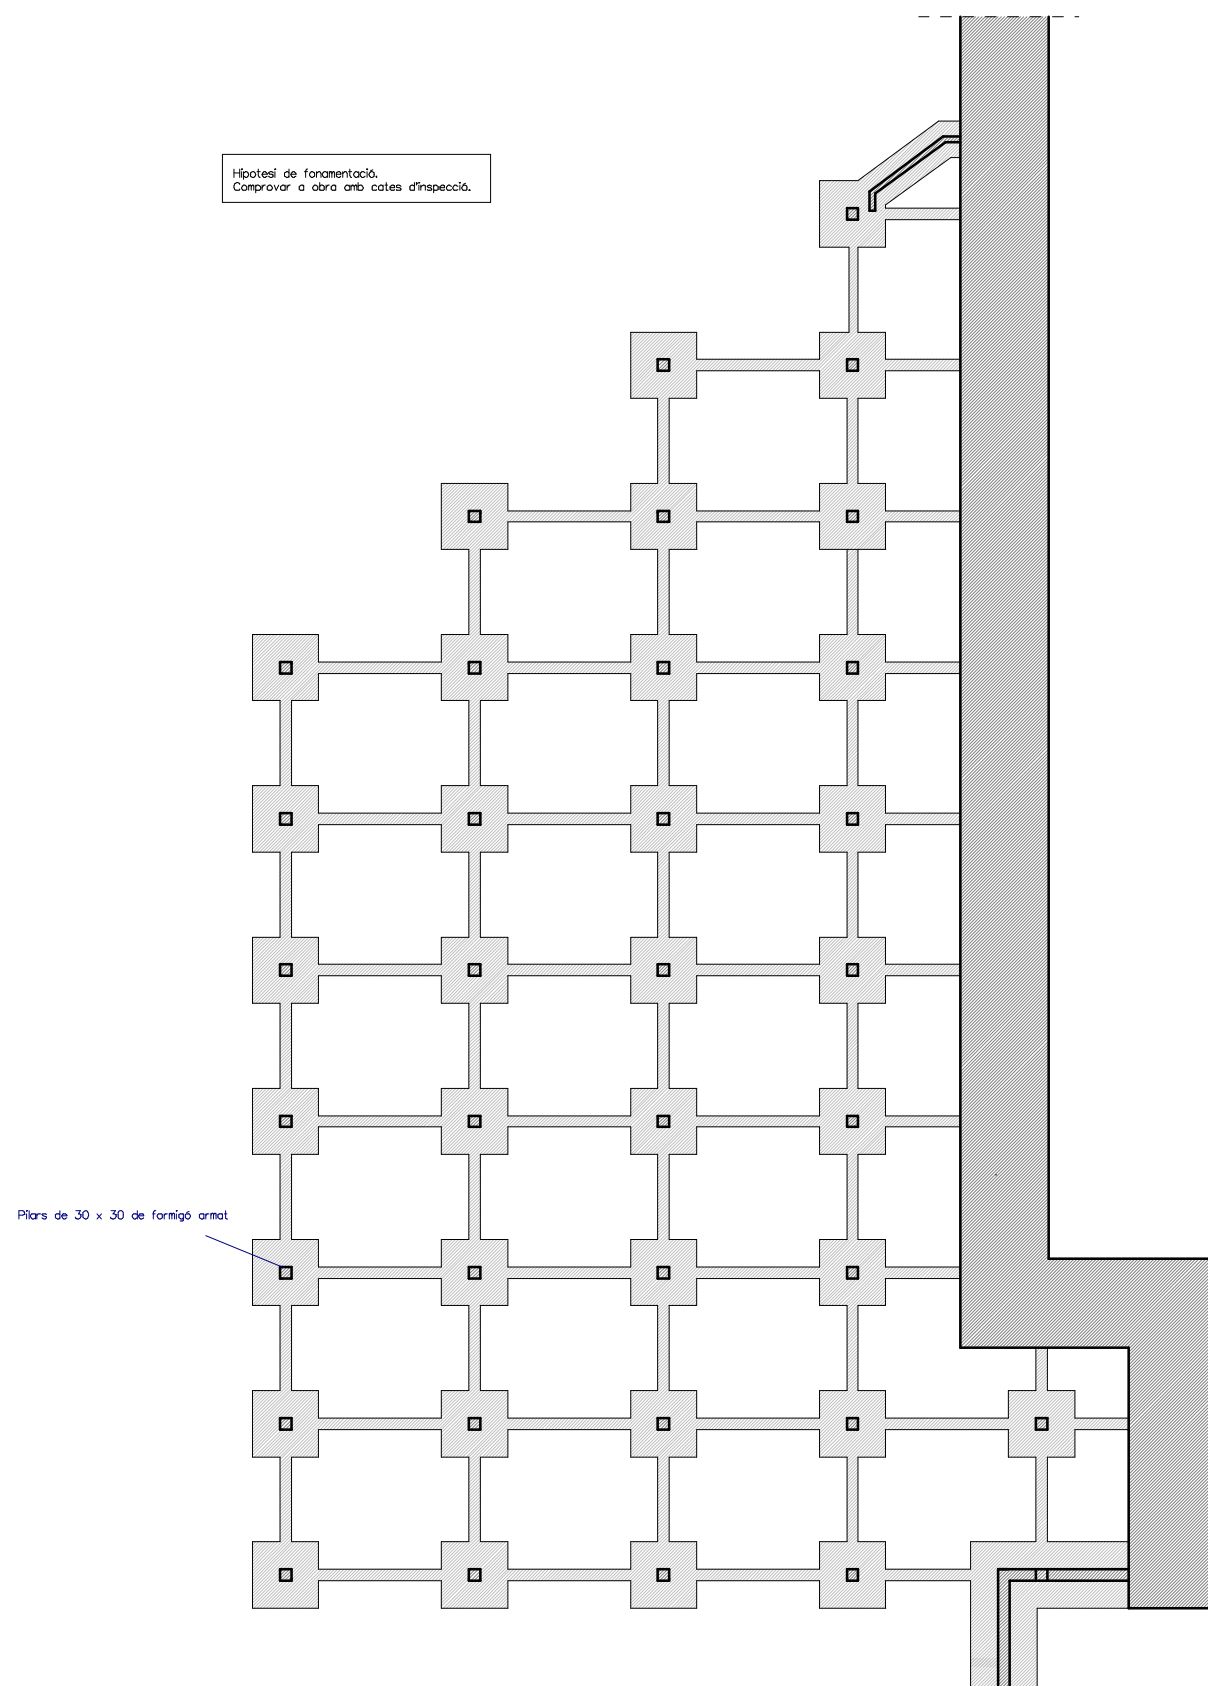 Hipotesi de fonamentació.
Comprovar a obra amb cates d'inspecció.
Pilars de 30 x 30 de formigó armat